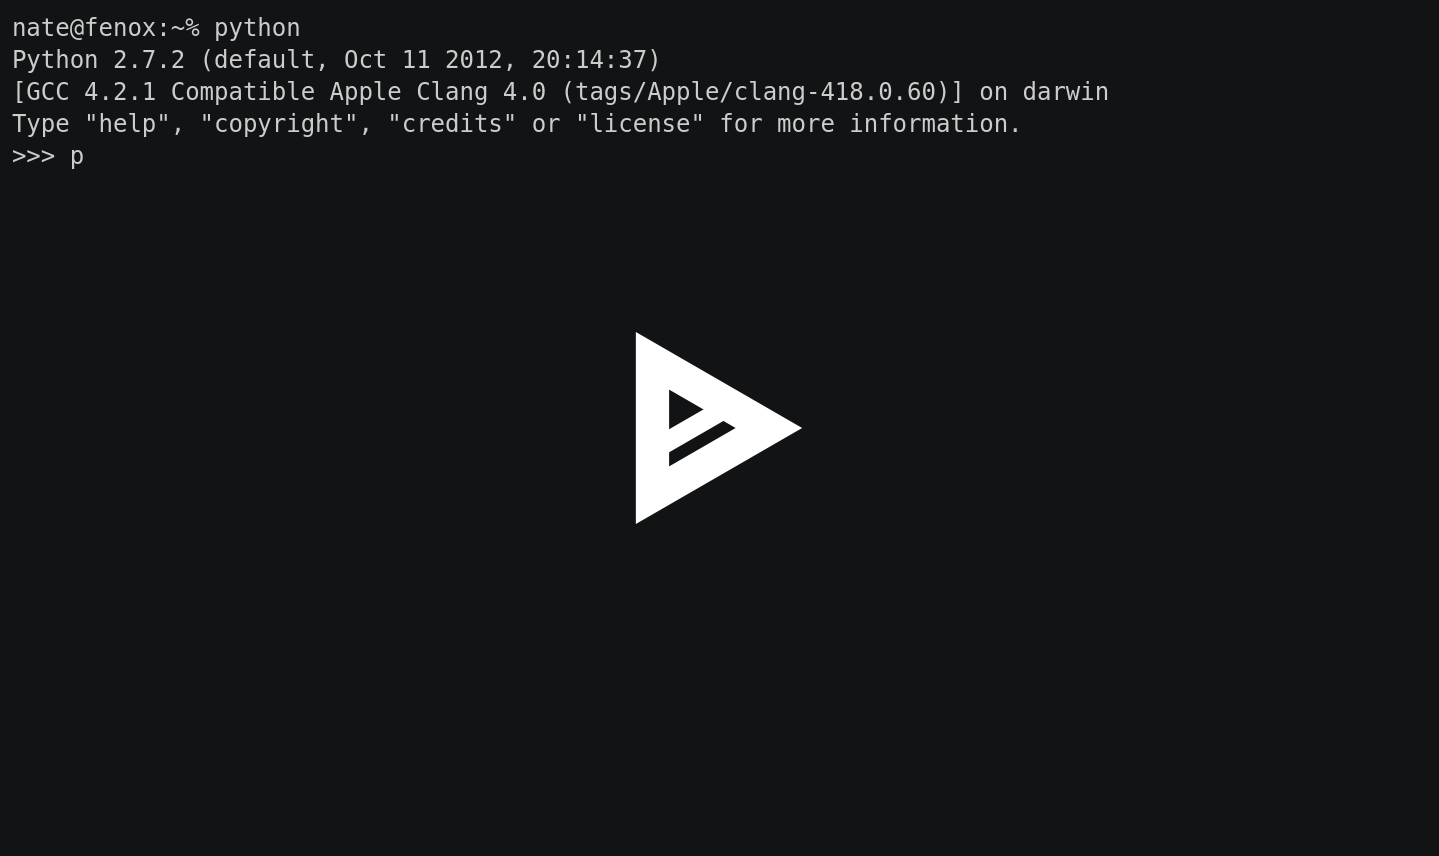 nate@fenox:~% python
Python 2.7.2 (default, Oct 11 2012, 20:14:37)
[GCC 4.2.1 Compatible Apple Clang 4.0 (tags/Apple/clang-418.0.60)] on darwin
Type "help", "copyright", "credits" or "license" for more information.
>>> p